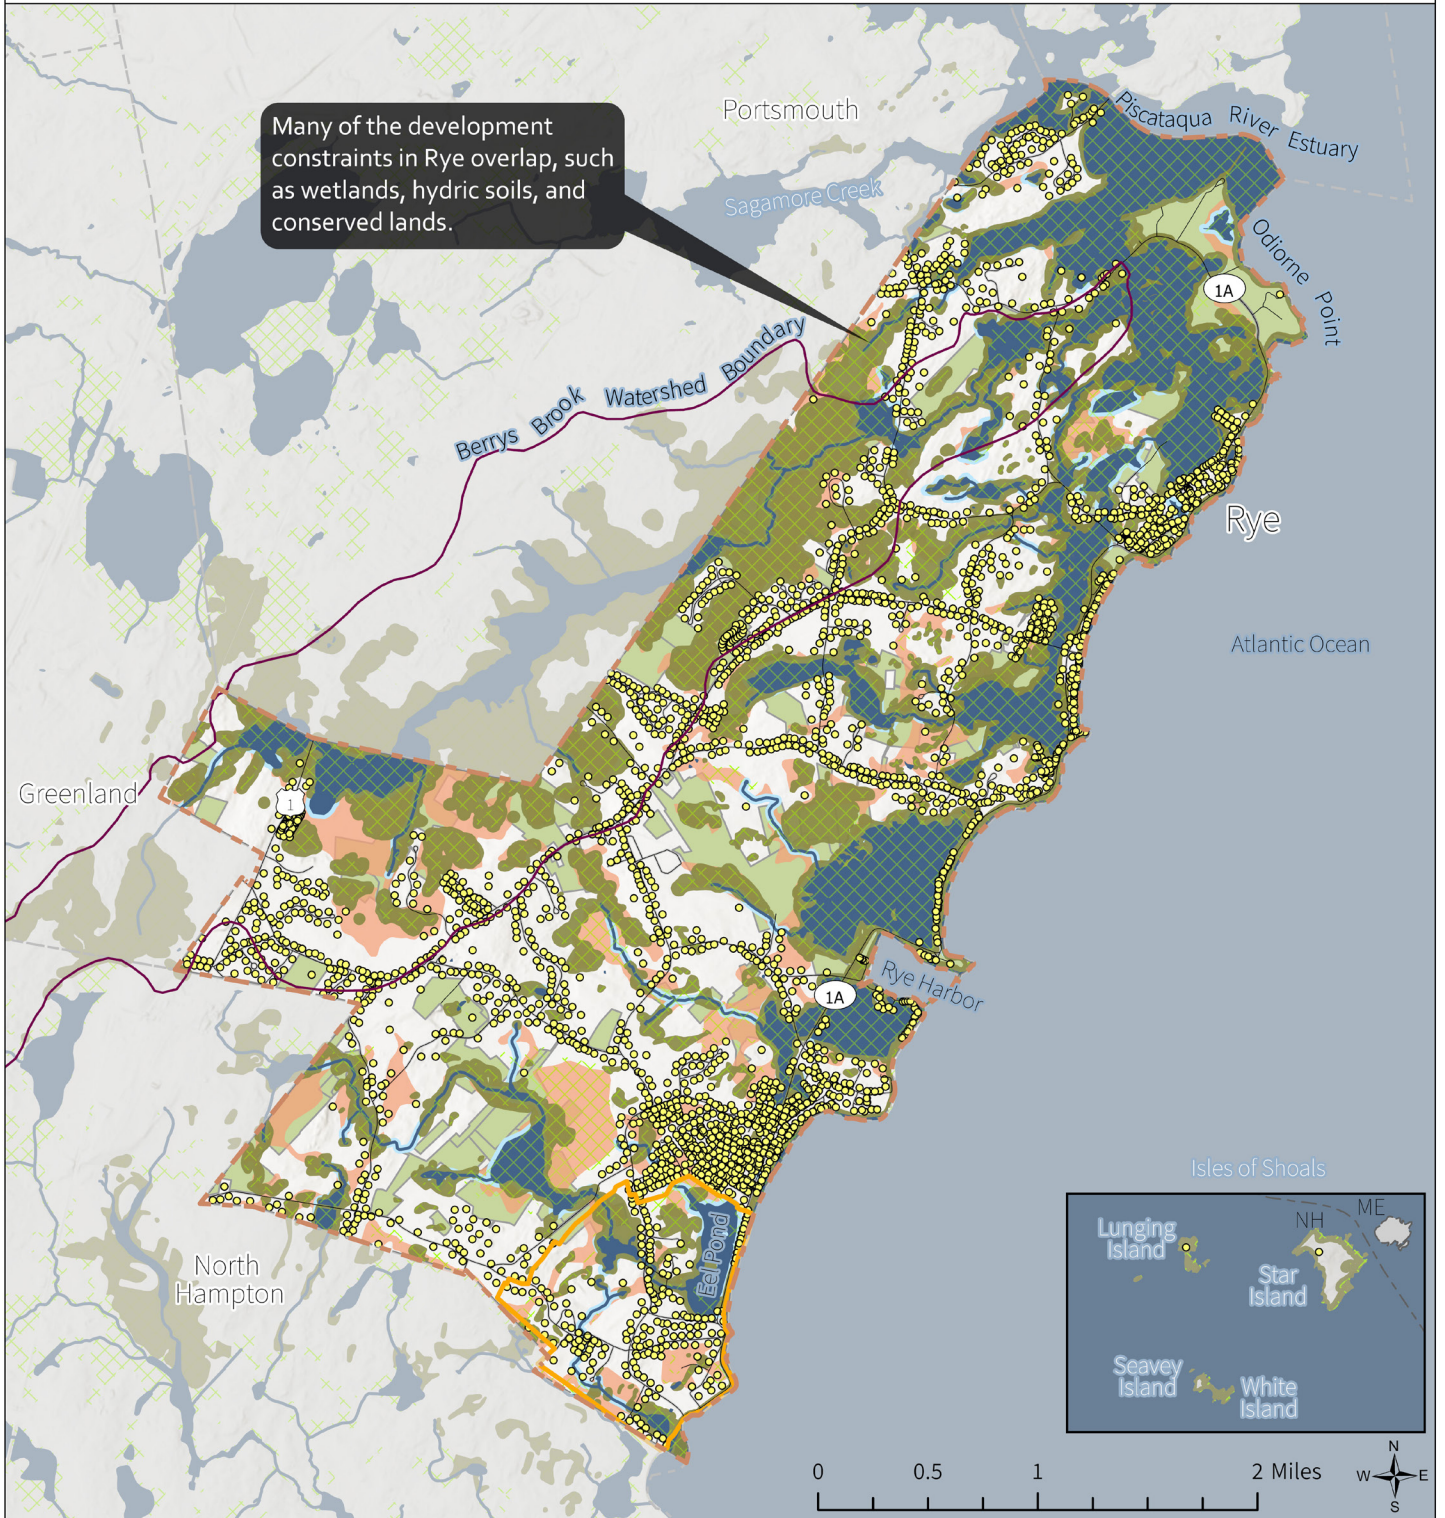 Many of the development
constraints in Rye overlap, such
as wetlands, hydric soils, and
conserved lands.
Portsmouth
Piscataqua River Estuary
Sagamore Creek
Odiorne Point
1A
Berrys Brook Watershed Boundary
Rye
Atlantic Ocean
Greenland
1
Rye Harbor
1A
Isles of Shoals
ME
NH
Lunging
Island
Star
Island
Seavey
Island
White
Island
Eel Pond
North
Hampton
0 0.5 1 2 Miles
N
W E
S